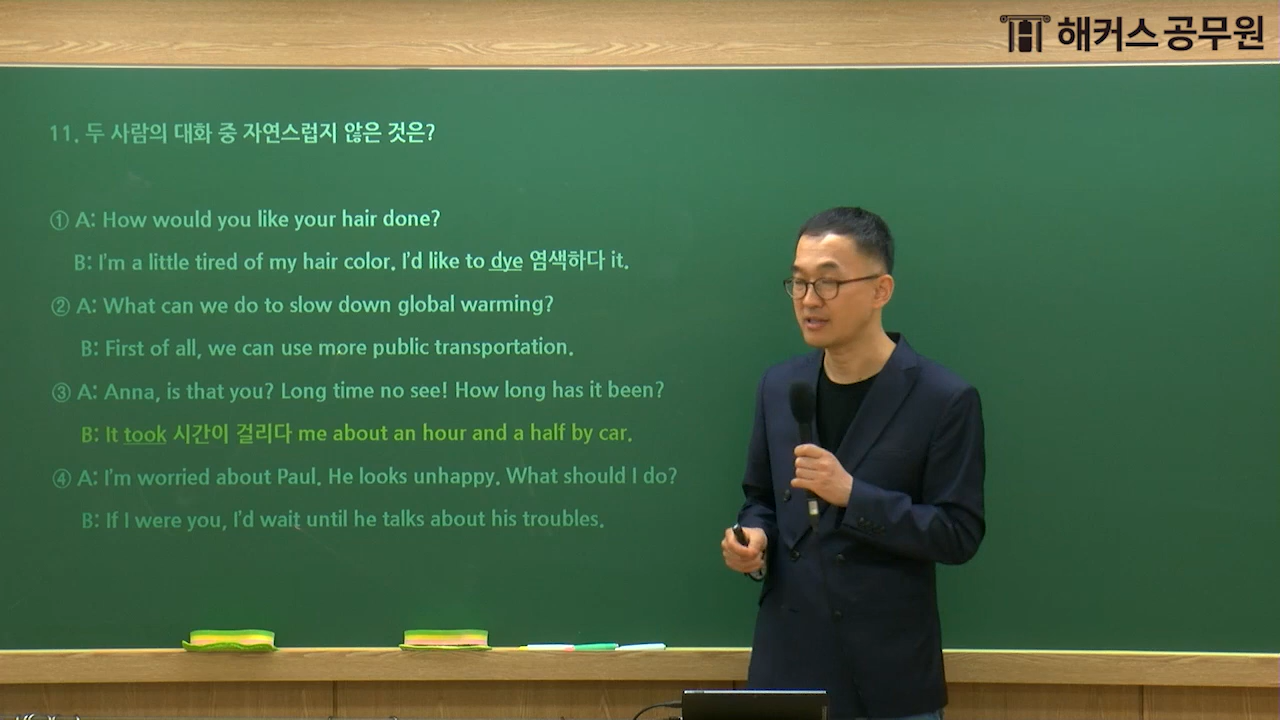 해커스 공무원
11. 두 사람의 대화 중 자연스럽지 않은 것은?
① A: How would you like your hair done?
B: I'm a little tired of my hair color. I'd like to dye 염색하다 it.
② A: What can we do to slow down global warming?
B: First of all, we can use more public transportation.
③ A: Anna, is that you? Long time no see! How long has it been?
B: It took 시간이 걸리다 me about an hour and a half by car.
④ A: I'm worried about Paul. He looks unhappy. What should I do?
B: If I were you, I'd wait until he talks about his troubles.